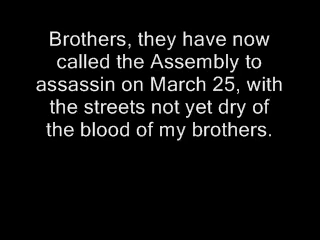 Brothers, they have now
called the Assembly to
assassin on March 25, with
the streets not yet dry of
the blood of my brothers.